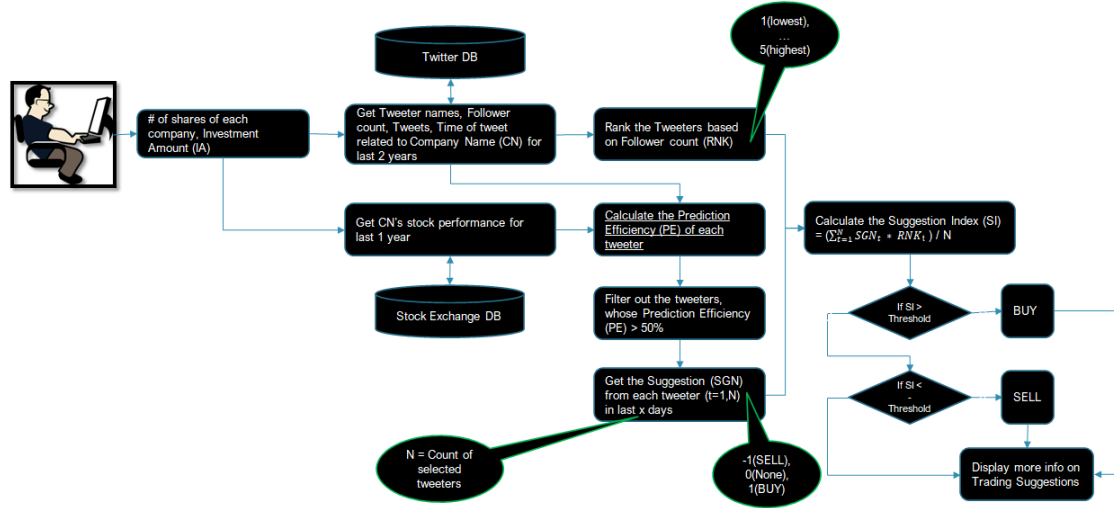 1(lowest),
...
5(highest)
Twitter DB
# of shares of each
company, Investment
Amount (IA)
Get Tweeter names, Follower
count, Tweets, Time of tweet
related to Company Name (CN) for
last 2 years
Rank the Tweeters based
on Follower count (RNK)
Get CN's stock performance for
last 1 year
Calculate the Prediction
Efficiency (PE) of each
tweeter
Calculate the Suggestion Index (SI)
= (∑ᴺₜ₌₁ SGNₜ * RNKₜ ) / N
Stock Exchange DB
Filter out the tweeters,
whose Prediction Efficiency
(PE) > 50%
If SI >
Threshold
BUY
Get the Suggestion (SGN)
from each tweeter (t=1,N)
in last x days
If SI <
-
Threshold
SELL
N = Count of
selected
tweeters
-1(SELL),
0(None),
1(BUY)
Display more info on
Trading Suggestions